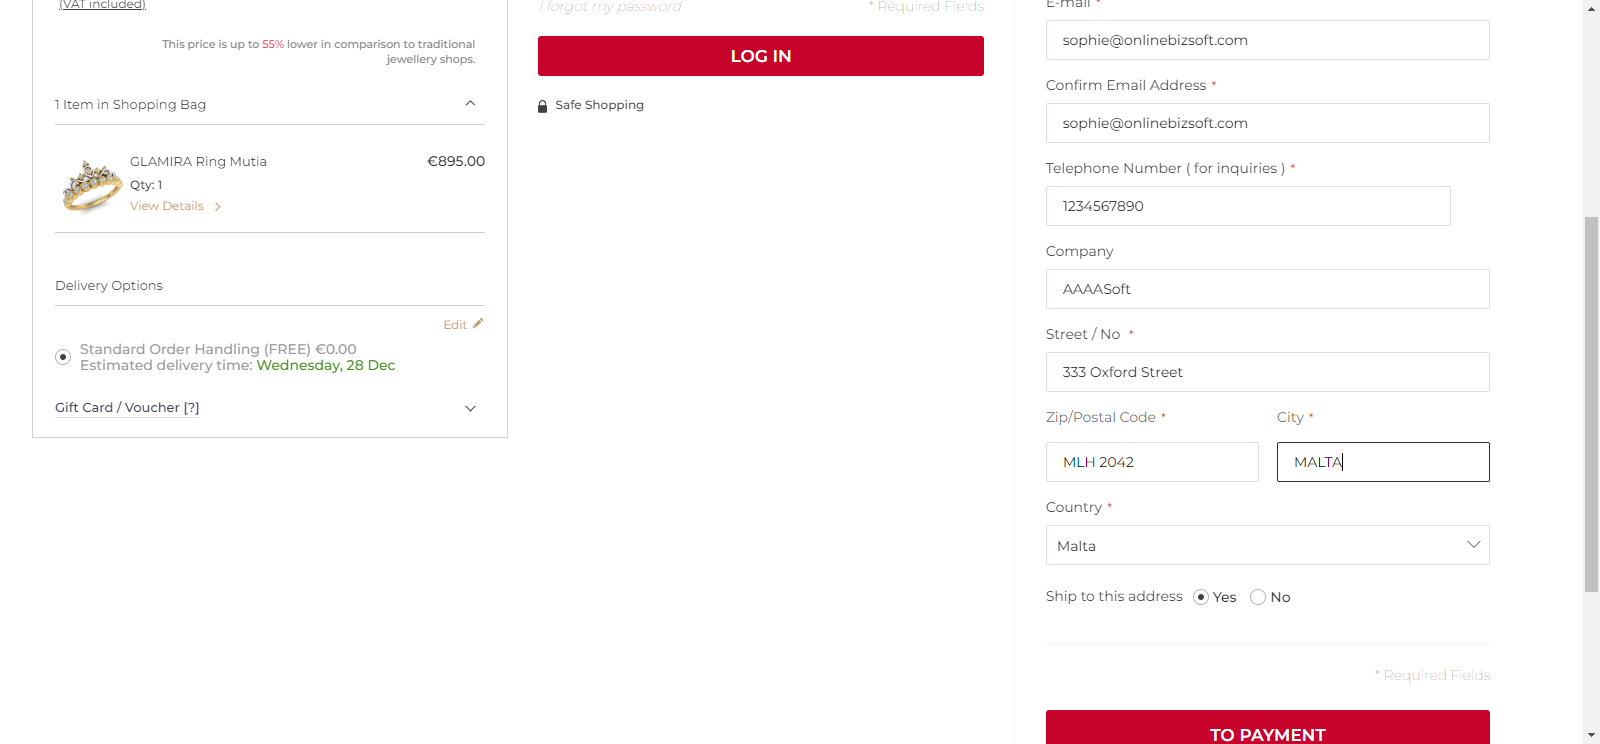 (VAT included)
This price is up to 55% lower in comparison to traditional
jewellery shops.
1 Item in Shopping Bag
GLAMIRA Ring Mutia
€895.00
Qty: 1
View Details
Delivery Options
Edit
Standard Order Handling (FREE) €0.00
Estimated delivery time: Wednesday, 28 Dec
Gift Card / Voucher [?]
I forgot my password
* Required Fields
LOG IN
Safe Shopping
E-mail *
sophie@onlinebizsoft.com
Confirm Email Address *
sophie@onlinebizsoft.com
Telephone Number ( for inquiries ) *
1234567890
Company
AAAASoft
Street / No *
333 Oxford Street
Zip/Postal Code *
City *
MLH 2042
MALTA
Country *
Malta
Ship to this address Yes No
* Required Fields
TO PAYMENT